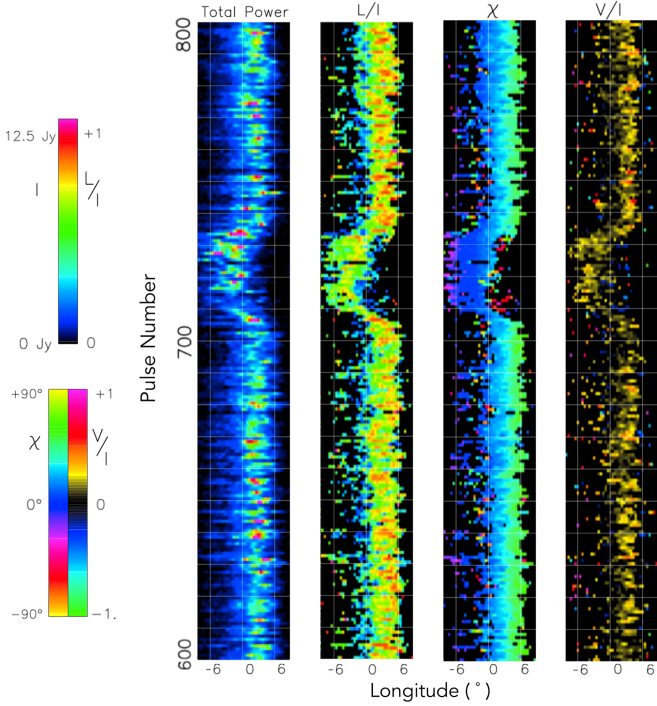 Total Power L/I χ V/I
800
12.5 Jy +1
I L/I
0 Jy 0
Pulse Number
700
+90° +1
χ V/I
0° 0
−90° −1.
600
-6 0 6 -6 0 6 -6 0 6 -6 0 6
Longitude (°)